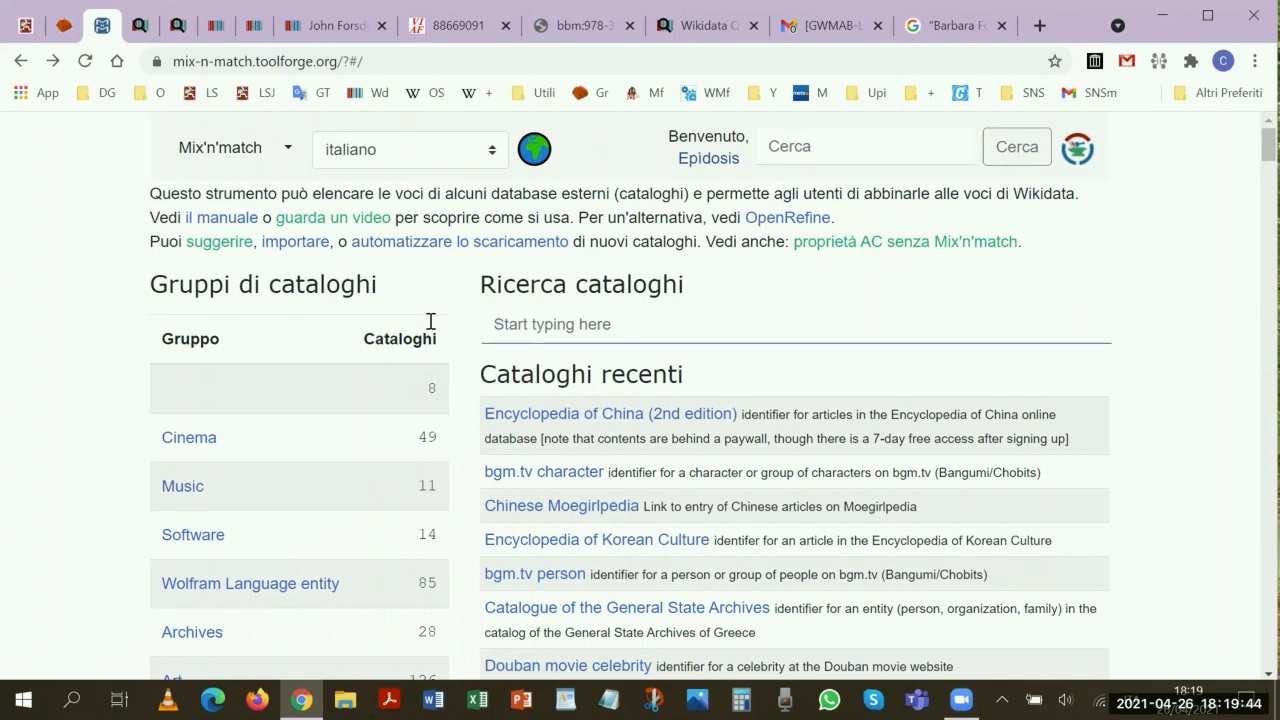 John Forsch
88669091
bbm:978-3
Wikidata Q
[GWMAB-L
"Barbara Fo
mix-n-match.toolforge.org/?#/
C
App
DG
O
LS
LSJ
GT
Wd
OS
+
Utili
Gr
Mf
WMf
Y
M
Upi
+
T
SNS
SNSm
Altri Preferiti
Mix'n'match
italiano
Benvenuto,
Epìdosis
Cerca
Cerca
Questo strumento può elencare le voci di alcuni database esterni (cataloghi) e permette agli utenti di abbinarle alle voci di Wikidata.
Vedi il manuale o guarda un video per scoprire come si usa. Per un'alternativa, vedi OpenRefine.
Puoi suggerire, importare, o automatizzare lo scaricamento di nuovi cataloghi. Vedi anche: proprietà AC senza Mix'n'match.
Gruppi di cataloghi
Gruppo Cataloghi
8
Cinema 49
Music 11
Software 14
Wolfram Language entity 85
Archives 28
Ricerca cataloghi
Start typing here
Cataloghi recenti
Encyclopedia of China (2nd edition) identifier for articles in the Encyclopedia of China online
database [note that contents are behind a paywall, though there is a 7-day free access after signing up]
bgm.tv character identifier for a character or group of characters on bgm.tv (Bangumi/Chobits)
Chinese Moegirlpedia Link to entry of Chinese articles on Moegirlpedia
Encyclopedia of Korean Culture identifer for an article in the Encyclopedia of Korean Culture
bgm.tv person identifier for a person or group of people on bgm.tv (Bangumi/Chobits)
Catalogue of the General State Archives identifier for an entity (person, organization, family) in the
catalog of the General State Archives of Greece
Douban movie celebrity identifier for a celebrity at the Douban movie website
18:19
2021-04-26 18:19:44